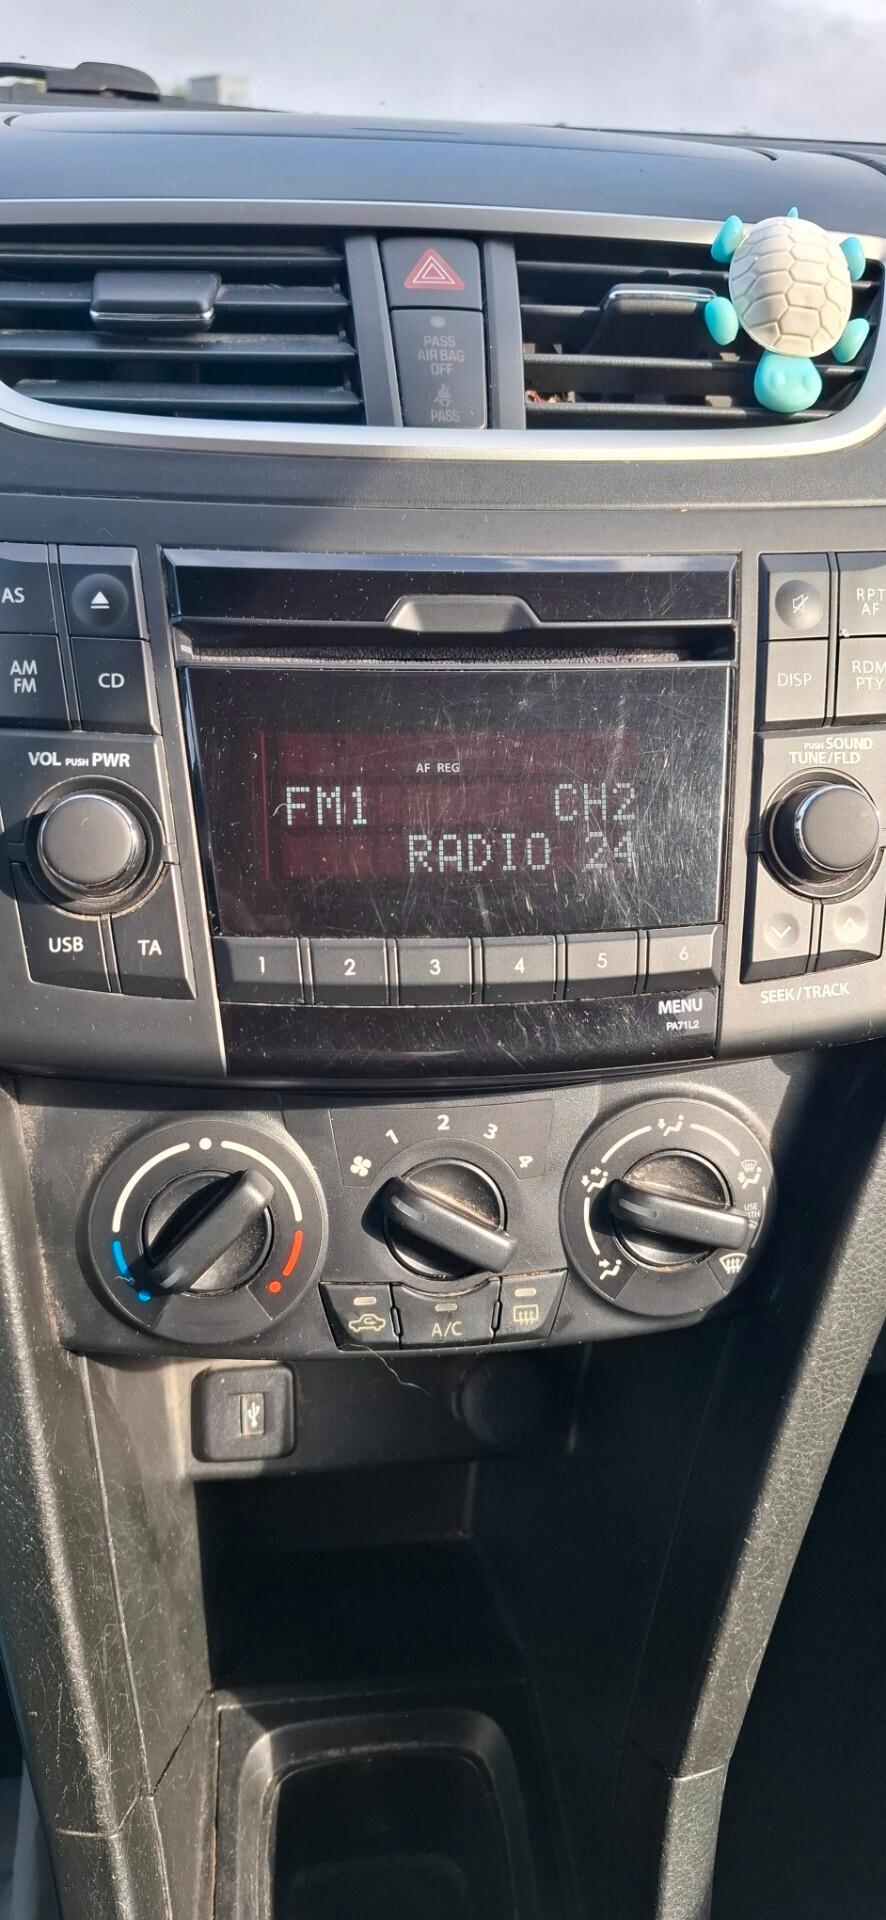 PASS
AIR BAG
OFF
PASS
AS
RPT
AF
AM
FM
CD
DISP
RDM
PTY
VOL PUSH PWR
PUSH SOUND
TUNE/FLD
AF REG
FM1 CH2
RADIO 24
USB
TA
1 2 3 4 5 6
SEEK/TRACK
MENU
PA71L2
1 2 3 4
USE
A/C